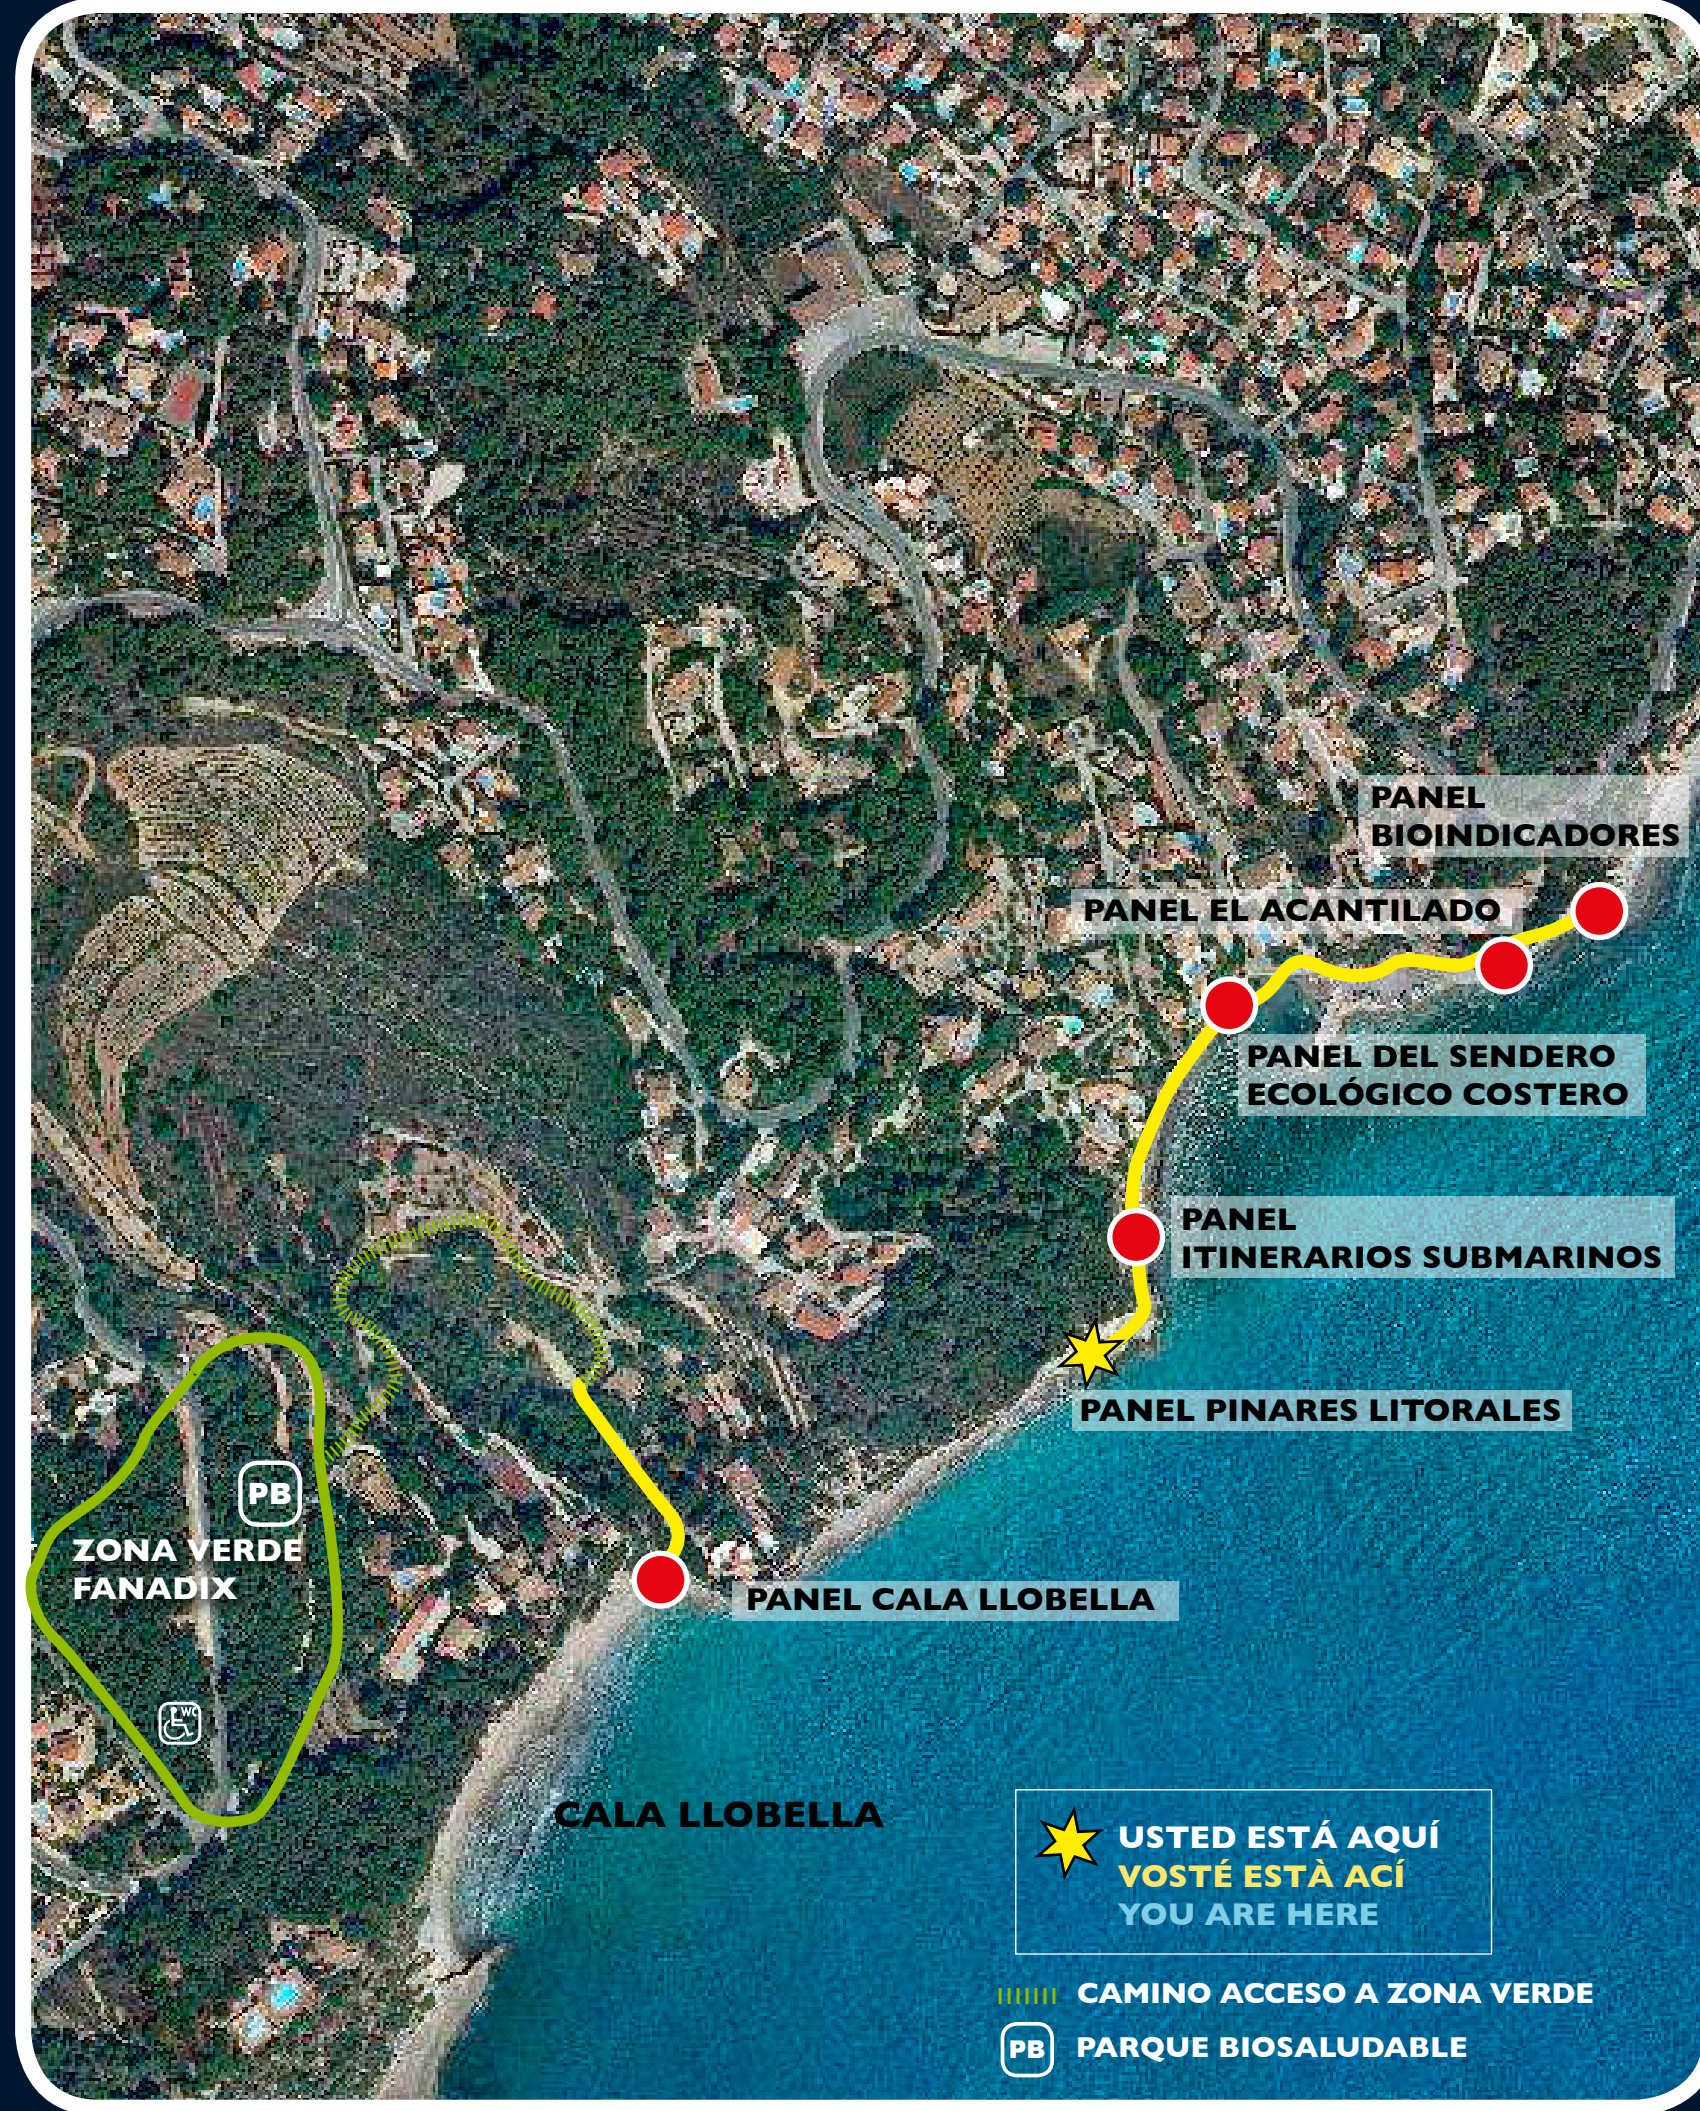 PANEL
BIOINDICADORES
PANEL EL ACANTILADO
PANEL DEL SENDERO
ECOLÓGICO COSTERO
PANEL
ITINERARIOS SUBMARINOS
PANEL PINARES LITORALES
PB
ZONA VERDE
FANADIX
PANEL CALA LLOBELLA
WC
CALA LLOBELLA
USTED ESTÁ AQUÍ
VOSTÉ ESTÀ ACÍ
YOU ARE HERE
CAMINO ACCESO A ZONA VERDE
PB
PARQUE BIOSALUDABLE